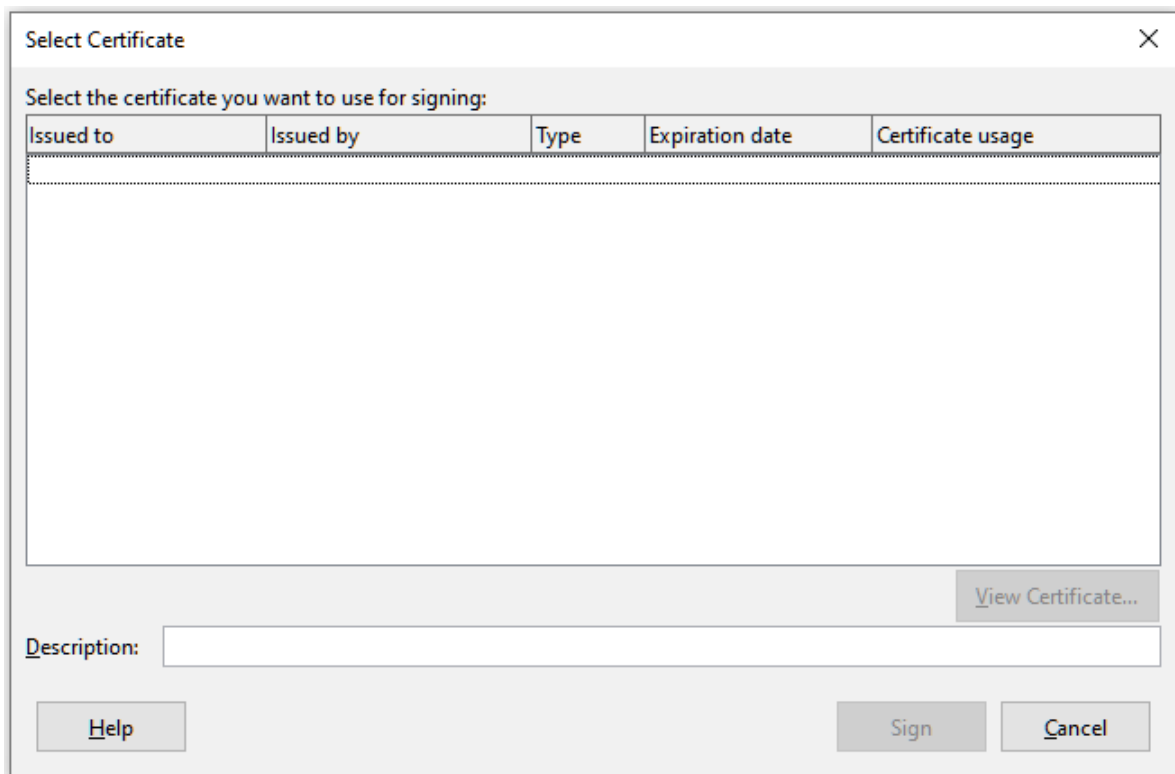 Select Certificate
Select the certificate you want to use for signing:
Issued to Issued by Type Expiration date Certificate usage
View Certificate...
Description:
Help Sign Cancel